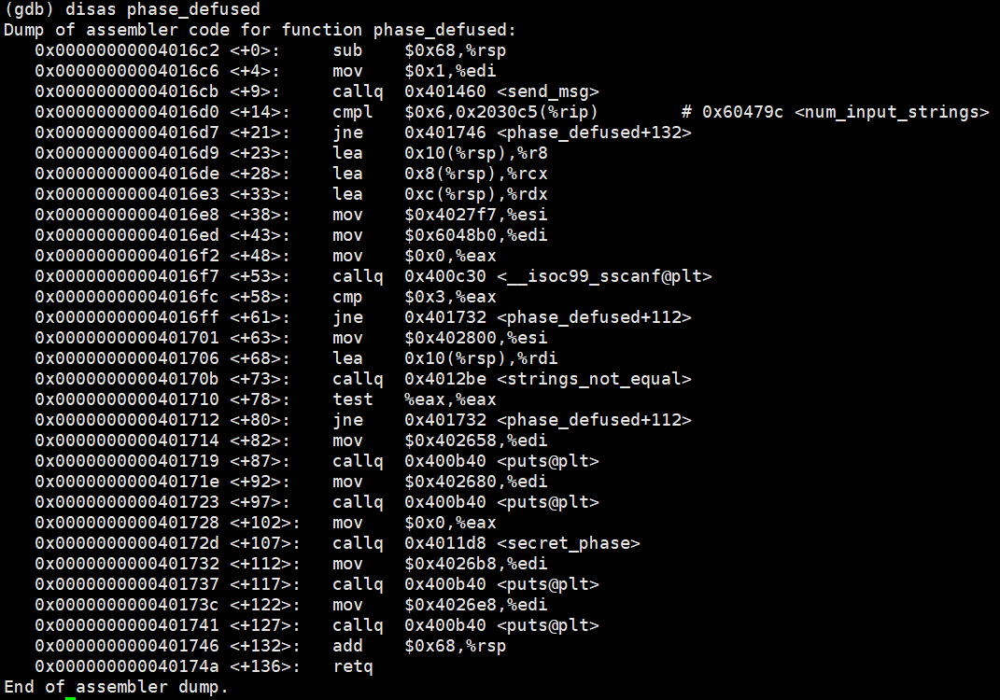 (gdb) disas phase_defused
Dump of assembler code for function phase_defused:
   0x00000000004016c2 <+0>:     sub    $0x68,%rsp
   0x00000000004016c6 <+4>:     mov    $0x1,%edi
   0x00000000004016cb <+9>:     callq  0x401460 <send_msg>
   0x00000000004016d0 <+14>:    cmpl   $0x6,0x2030c5(%rip)        # 0x60479c <num_input_strings>
   0x00000000004016d7 <+21>:    jne    0x401746 <phase_defused+132>
   0x00000000004016d9 <+23>:    lea    0x10(%rsp),%r8
   0x00000000004016de <+28>:    lea    0x8(%rsp),%rcx
   0x00000000004016e3 <+33>:    lea    0xc(%rsp),%rdx
   0x00000000004016e8 <+38>:    mov    $0x4027f7,%esi
   0x00000000004016ed <+43>:    mov    $0x6048b0,%edi
   0x00000000004016f2 <+48>:    mov    $0x0,%eax
   0x00000000004016f7 <+53>:    callq  0x400c30 <__isoc99_sscanf@plt>
   0x00000000004016fc <+58>:    cmp    $0x3,%eax
   0x00000000004016ff <+61>:    jne    0x401732 <phase_defused+112>
   0x0000000000401701 <+63>:    mov    $0x402800,%esi
   0x0000000000401706 <+68>:    lea    0x10(%rsp),%rdi
   0x000000000040170b <+73>:    callq  0x4012be <strings_not_equal>
   0x0000000000401710 <+78>:    test   %eax,%eax
   0x0000000000401712 <+80>:    jne    0x401732 <phase_defused+112>
   0x0000000000401714 <+82>:    mov    $0x402658,%edi
   0x0000000000401719 <+87>:    callq  0x400b40 <puts@plt>
   0x000000000040171e <+92>:    mov    $0x402680,%edi
   0x0000000000401723 <+97>:    callq  0x400b40 <puts@plt>
   0x0000000000401728 <+102>:   mov    $0x0,%eax
   0x000000000040172d <+107>:   callq  0x4011d8 <secret_phase>
   0x0000000000401732 <+112>:   mov    $0x4026b8,%edi
   0x0000000000401737 <+117>:   callq  0x400b40 <puts@plt>
   0x000000000040173c <+122>:   mov    $0x4026e8,%edi
   0x0000000000401741 <+127>:   callq  0x400b40 <puts@plt>
   0x0000000000401746 <+132>:   add    $0x68,%rsp
   0x000000000040174a <+136>:   retq
End of assembler dump.